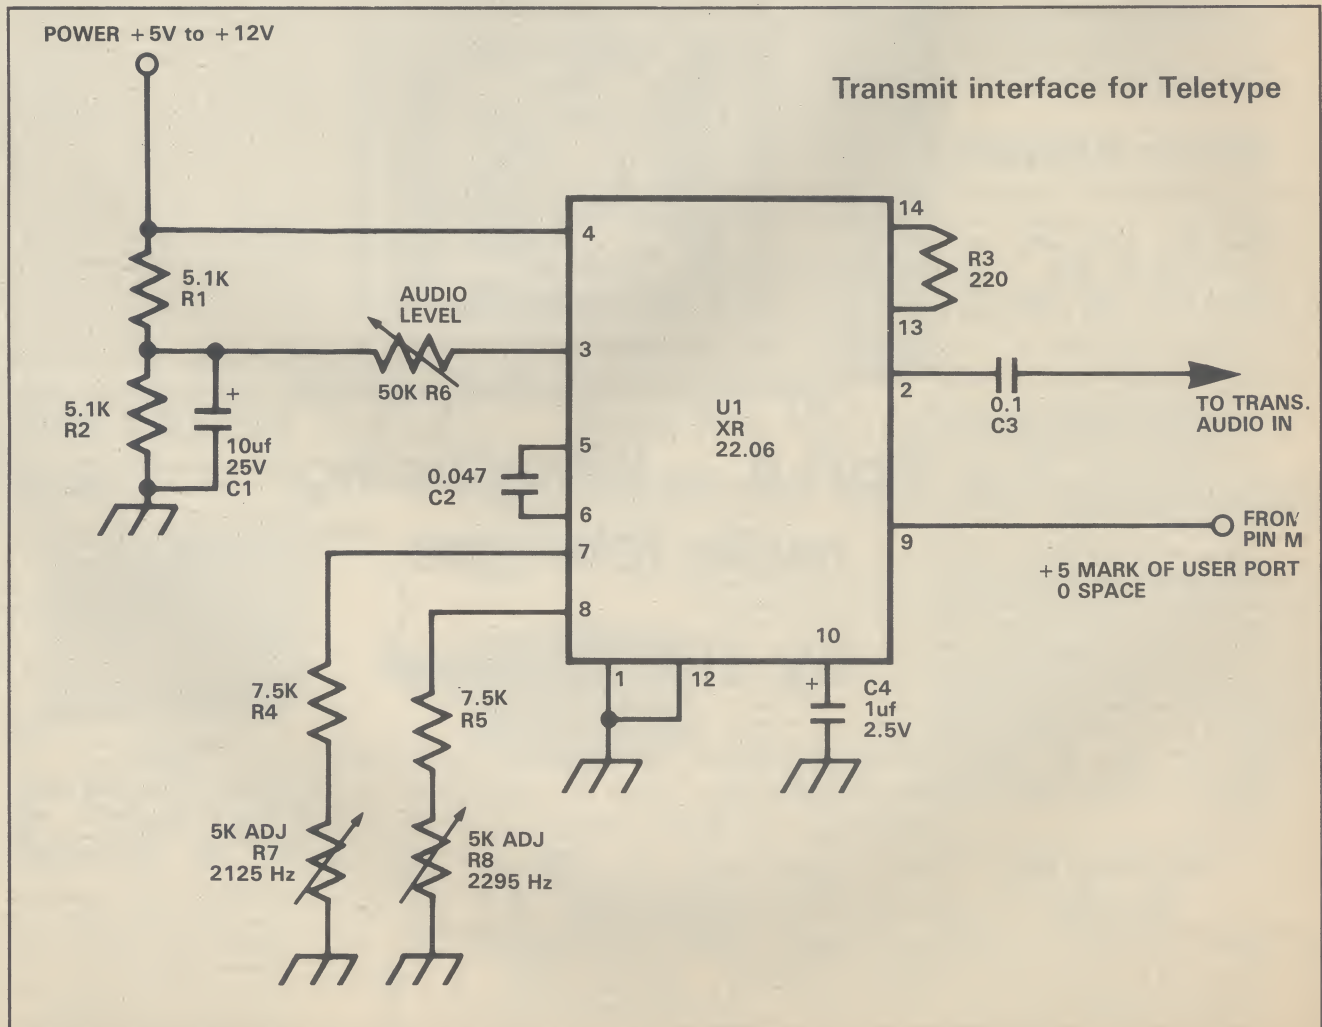 POWER +5V to +12V
Transmit interface for Teletype
4
14
R3
220
13
5.1K
R1
AUDIO
LEVEL
3
50K R6
2
0.1
C3
TO TRANS.
AUDIO IN
5.1K
R2
+
10uf
25V
C1
U1
XR
22.06
5
0.047
C2
6
7
8
9
PIN M
+5 MARK OF USER PORT
0 SPACE
10
1
12
+
C4
1uf
2.5V
7.5K
R4
7.5K
R5
5K ADJ
R7
2125 Hz
5K ADJ
R8
2295 Hz